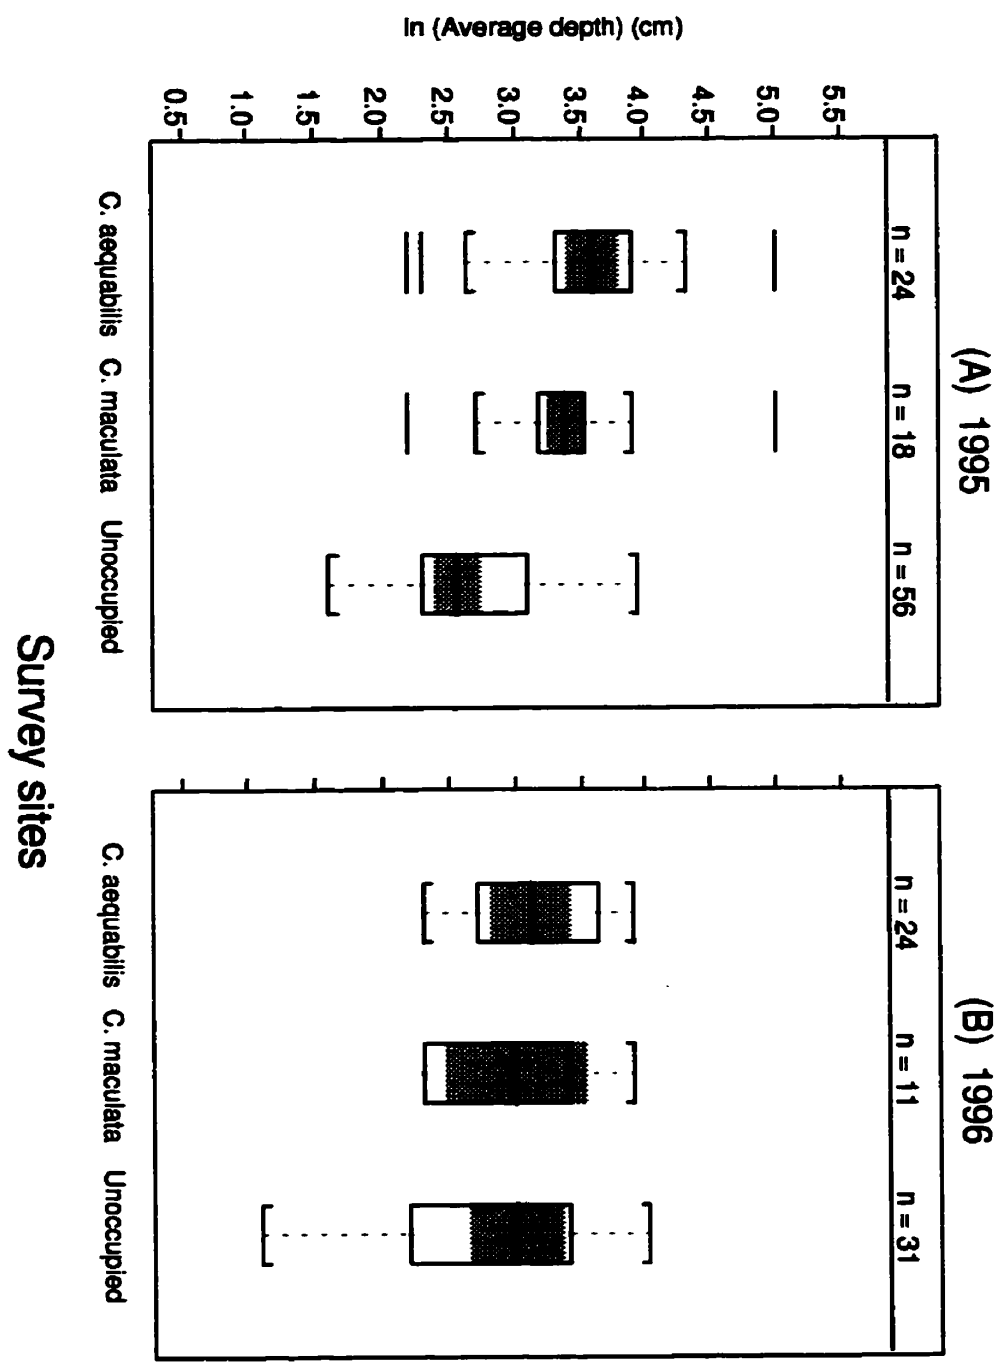 (A) 1995
(B) 1996
n = 24
n = 18
n = 56
n = 24
n = 11
n = 31
ln (Average depth) (cm)
5.5
5.0
4.5
4.0
3.5
3.0
2.5
2.0
1.5
1.0
0.5
C. aequabilis
C. maculata
Unoccupied
C. aequabilis
C. maculata
Unoccupied
Survey sites